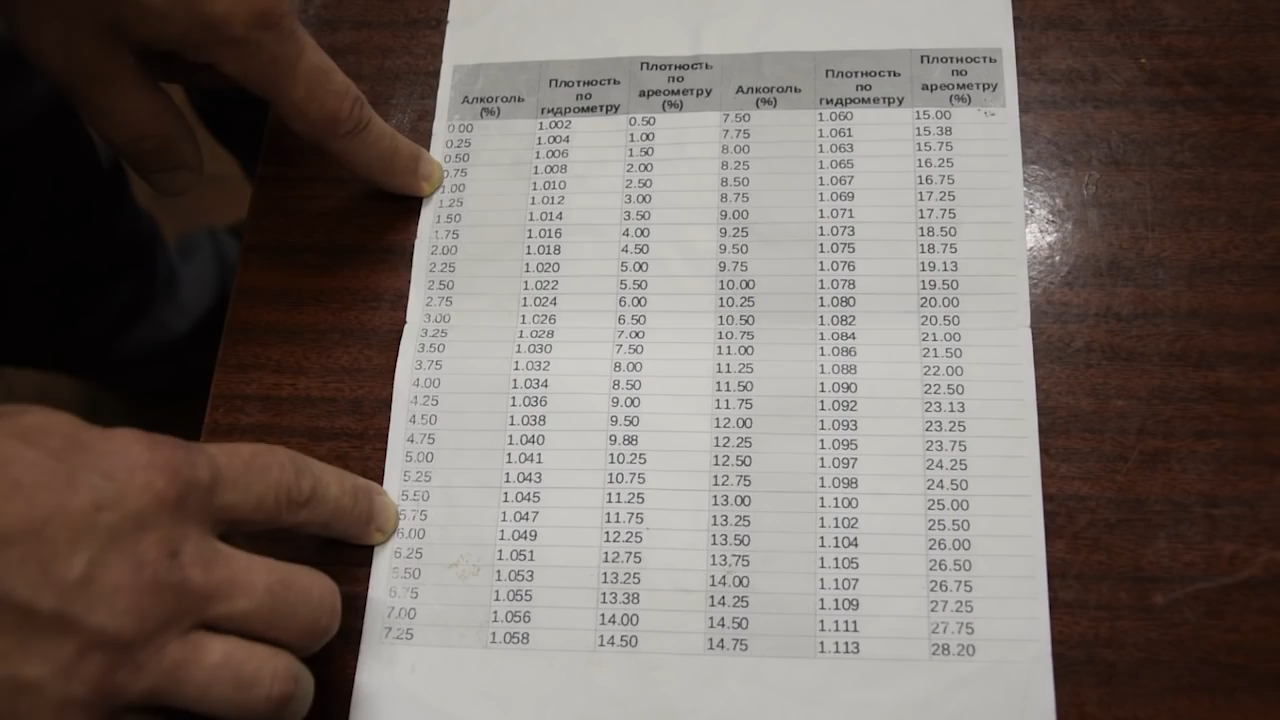 Алкоголь (%) Плотность по гидрометру Плотность по ареометру (%) Алкоголь (%) Плотность по гидрометру Плотность по ареометру (%)
0.00 1.002 0.50 7.50 1.060 15.00
0.25 1.004 1.00 7.75 1.061 15.38
0.50 1.006 1.50 8.00 1.063 15.75
0.75 1.008 2.00 8.25 1.065 16.25
1.00 1.010 2.50 8.50 1.067 16.75
1.25 1.012 3.00 8.75 1.069 17.25
1.50 1.014 3.50 9.00 1.071 17.75
1.75 1.016 4.00 9.25 1.073 18.50
2.00 1.018 4.50 9.50 1.075 18.75
2.25 1.020 5.00 9.75 1.076 19.13
2.50 1.022 5.50 10.00 1.078 19.50
2.75 1.024 6.00 10.25 1.080 20.00
3.00 1.026 6.50 10.50 1.082 20.50
3.25 1.028 7.00 10.75 1.084 21.00
3.50 1.030 7.50 11.00 1.086 21.50
3.75 1.032 8.00 11.25 1.088 22.00
4.00 1.034 8.50 11.50 1.090 22.50
4.25 1.036 9.00 11.75 1.092 23.13
4.50 1.038 9.50 12.00 1.093 23.25
4.75 1.040 9.88 12.25 1.095 23.75
5.00 1.041 10.25 12.50 1.097 24.25
5.25 1.043 10.75 12.75 1.098 24.50
5.50 1.045 11.25 13.00 1.100 25.00
5.75 1.047 11.75 13.25 1.102 25.50
6.00 1.049 12.25 13.50 1.104 26.00
6.25 1.051 12.75 13,75 1.105 26.50
6.50 1.053 13.25 14.00 1.107 26.75
6.75 1.055 13.38 14.25 1.109 27.25
7.00 1.056 14.00 14.50 1.111 27.75
7.25 1.058 14.50 14.75 1.113 28.20